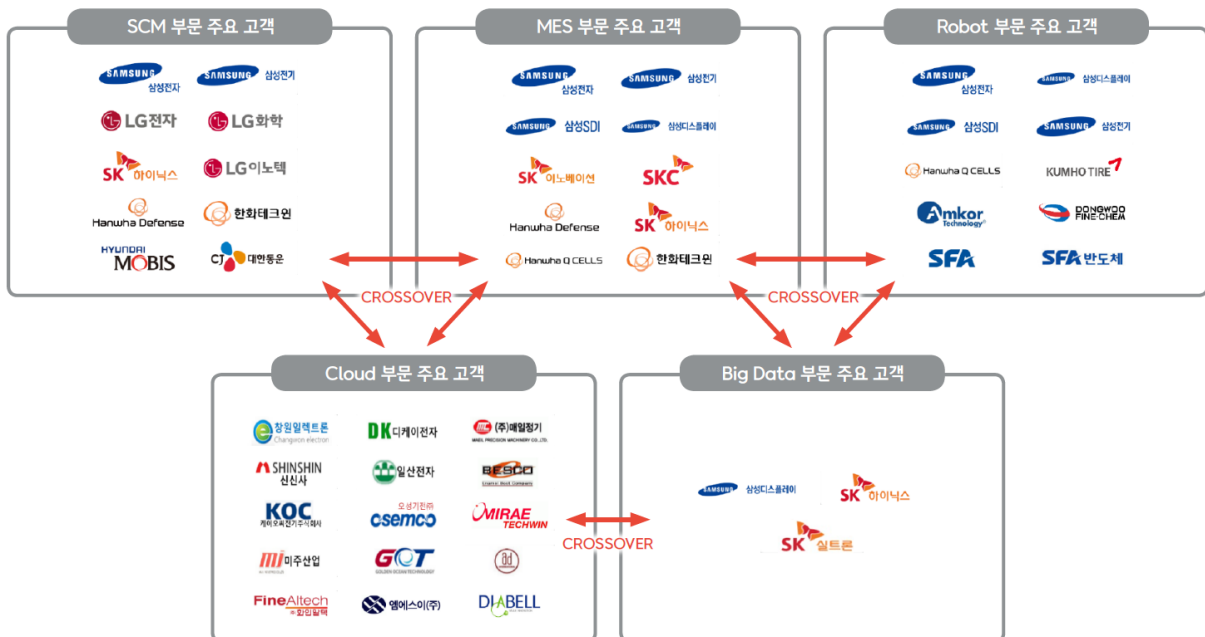 SCM 부문 주요 고객
SAMSUNG 삼성전자
SAMSUNG 삼성전기
LG전자
LG화학
SK 하이닉스
LG이노텍
Hanwha Defense
한화테크윈
HYUNDAI MOBIS
CJ 대한통운
MES 부문 주요 고객
SAMSUNG 삼성전자
SAMSUNG 삼성전기
SAMSUNG 삼성SDI
SAMSUNG 삼성디스플레이
SK 이노베이션
SKC
Hanwha Defense
SK 하이닉스
Hanwha Q CELLS
한화테크윈
Robot 부문 주요 고객
SAMSUNG 삼성전자
SAMSUNG 삼성디스플레이
SAMSUNG 삼성SDI
SAMSUNG 삼성전기
Hanwha Q CELLS
KUMHO TIRE
Amkor Technology®
DONGWOO FINE-CHEM
SFA
SFA 반도체
CROSSOVER
CROSSOVER
Cloud 부문 주요 고객
창원일렉트론
Changwon electron
DK 디케이전자
(주)매일정기
MAEIL PRECISION MACHINERY CO.,LTD.
SHINSHIN
신신사
일산전자
BESCO
KOC
케이오씨전기주식회사
오성기전㈜
osemco
MIRAE
TECHWIN
mi 미주산업
GOT
GOLDEN OCEAN TECHNOLOGY
ad
FineAltech
화인알텍
엠에스이(주)
DIABELL
CROSSOVER
Big Data 부문 주요 고객
SAMSUNG 삼성디스플레이
SK 하이닉스
SK 실트론